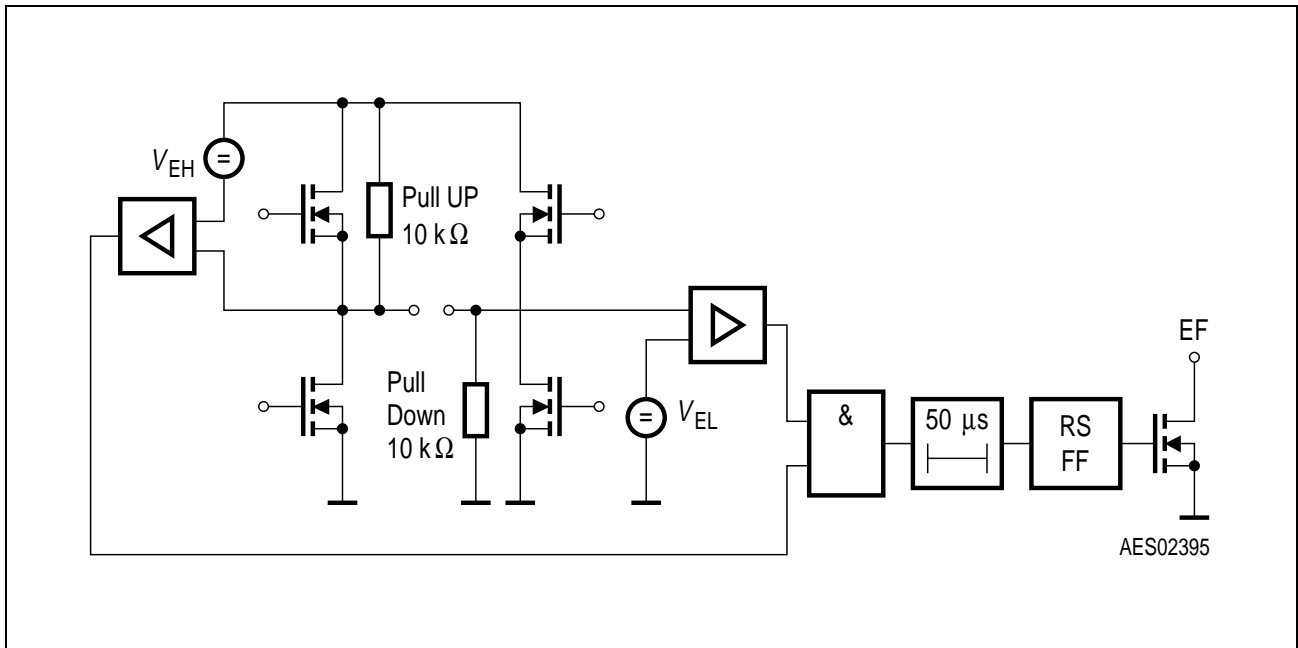 V_EH
=
Pull UP
10 kΩ
Pull
Down
10 kΩ
=
V_EL
&
50 μs
RS
FF
EF
AES02395